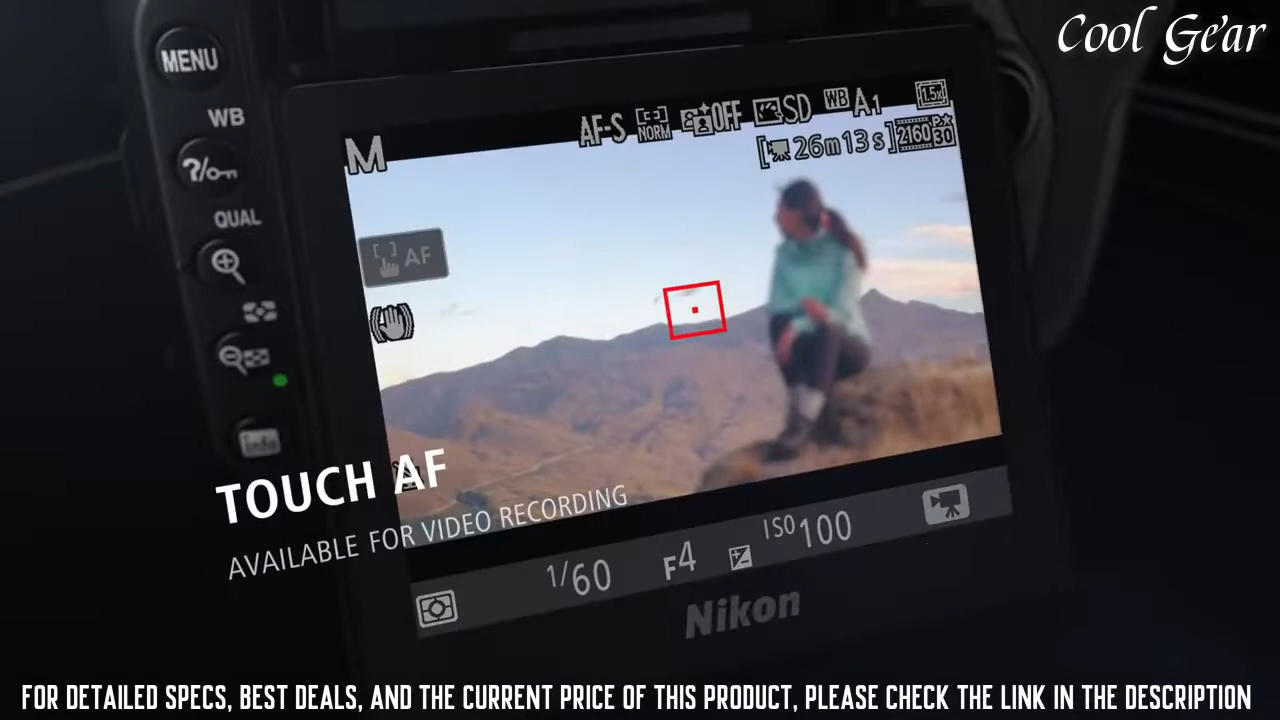 Cool Gear
MENU
WB
?/
QUAL
M
AF-S
NORM
OFF
SD
WB A1
1.5x
[26m13s]
2160 30
AF
info
TOUCH AF
AVAILABLE FOR VIDEO RECORDING
1/60
F4
ISO 100
Nikon
FOR DETAILED SPECS, BEST DEALS, AND THE CURRENT PRICE OF THIS PRODUCT, PLEASE CHECK THE LINK IN THE DESCRIPTION